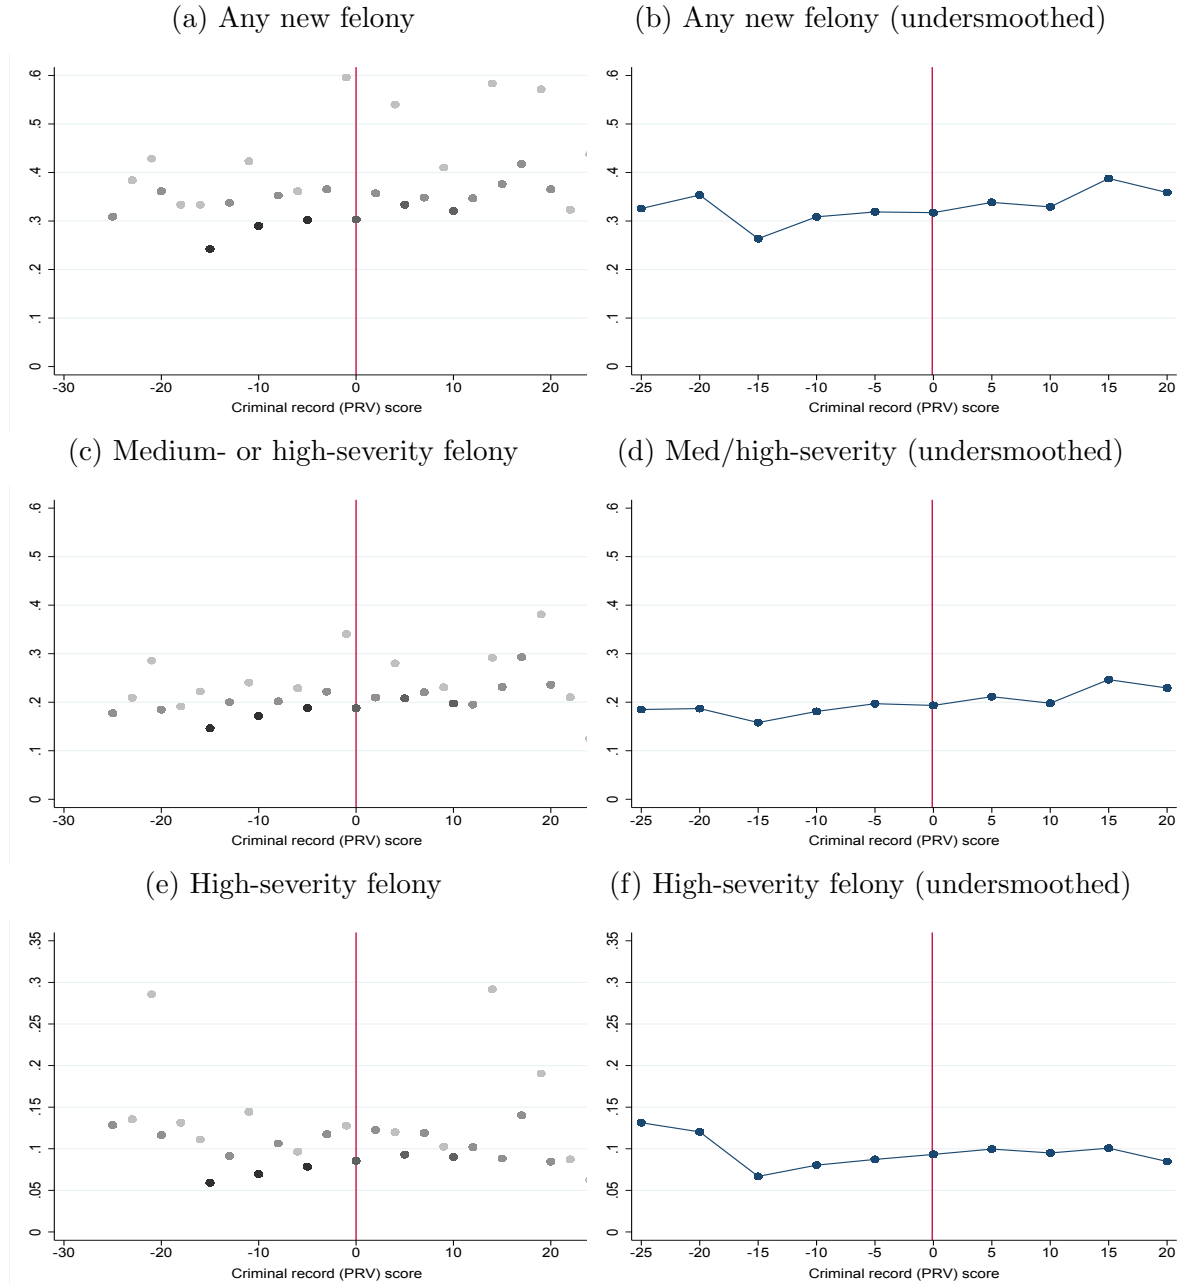 (a) Any new felony
(b) Any new felony (undersmoothed)
.6
.5
.4
.3
.2
.1
0
-30 -20 -10 0 10 20
Criminal record (PRV) score
.6
.5
.4
.3
.2
.1
0
-25 -20 -15 -10 -5 0 5 10 15 20
Criminal record (PRV) score
(c) Medium- or high-severity felony
(d) Med/high-severity (undersmoothed)
.6
.5
.4
.3
.2
.1
0
-30 -20 -10 0 10 20
Criminal record (PRV) score
.6
.5
.4
.3
.2
.1
0
-25 -20 -15 -10 -5 0 5 10 15 20
Criminal record (PRV) score
(e) High-severity felony
(f) High-severity felony (undersmoothed)
.35
.3
.25
.2
.15
.1
.05
0
-30 -20 -10 0 10 20
Criminal record (PRV) score
.35
.3
.25
.2
.15
.1
.05
0
-25 -20 -15 -10 -5 0 5 10 15 20
Criminal record (PRV) score